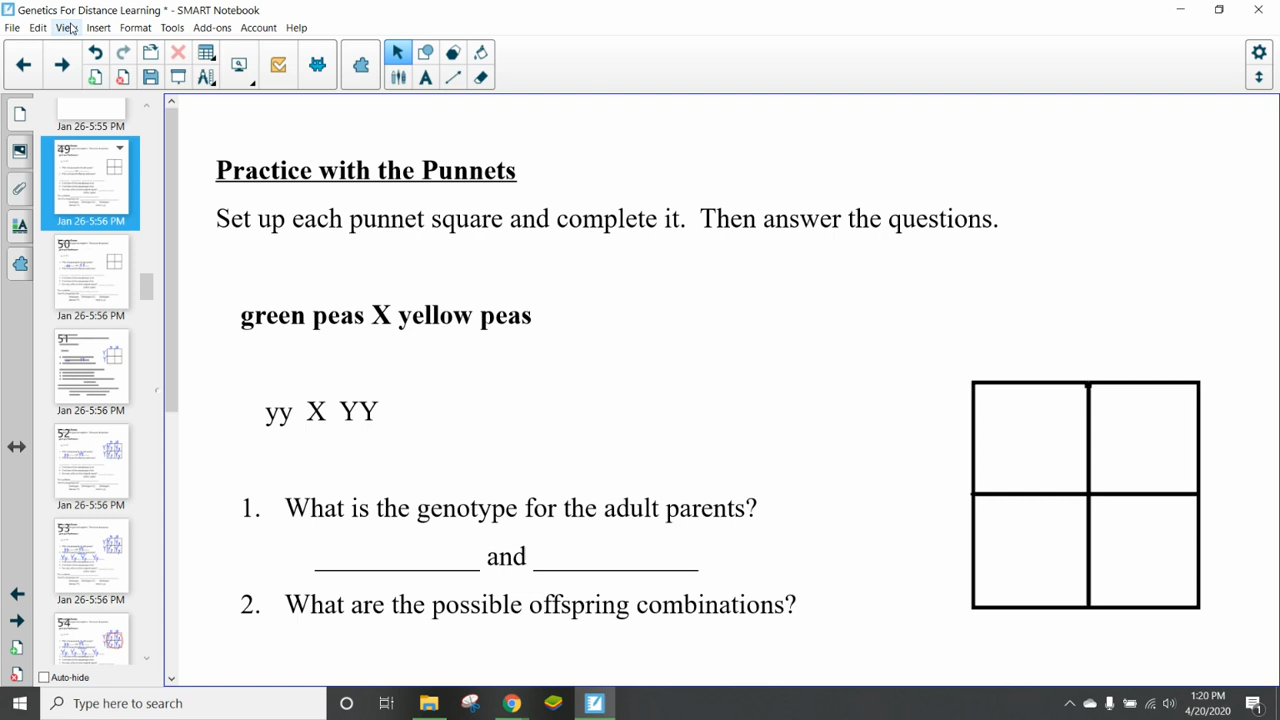 Genetics For Distance Learning * - SMART Notebook
File Edit View Insert Format Tools Add-ons Account Help
Jan 26-5:55 PM
49
Jan 26-5:56 PM
50
Jan 26-5:56 PM
51
Jan 26-5:56 PM
52
Jan 26-5:56 PM
53
Jan 26-5:56 PM
54
Auto-hide
Practice with the Punnets
Set up each punnet square and complete it. Then answer the questions.
green peas X yellow peas
yy X YY
1. What is the genotype for the adult parents?
____________ and ____________
2. What are the possible offspring combinations?
Type here to search
1:20 PM
4/20/2020